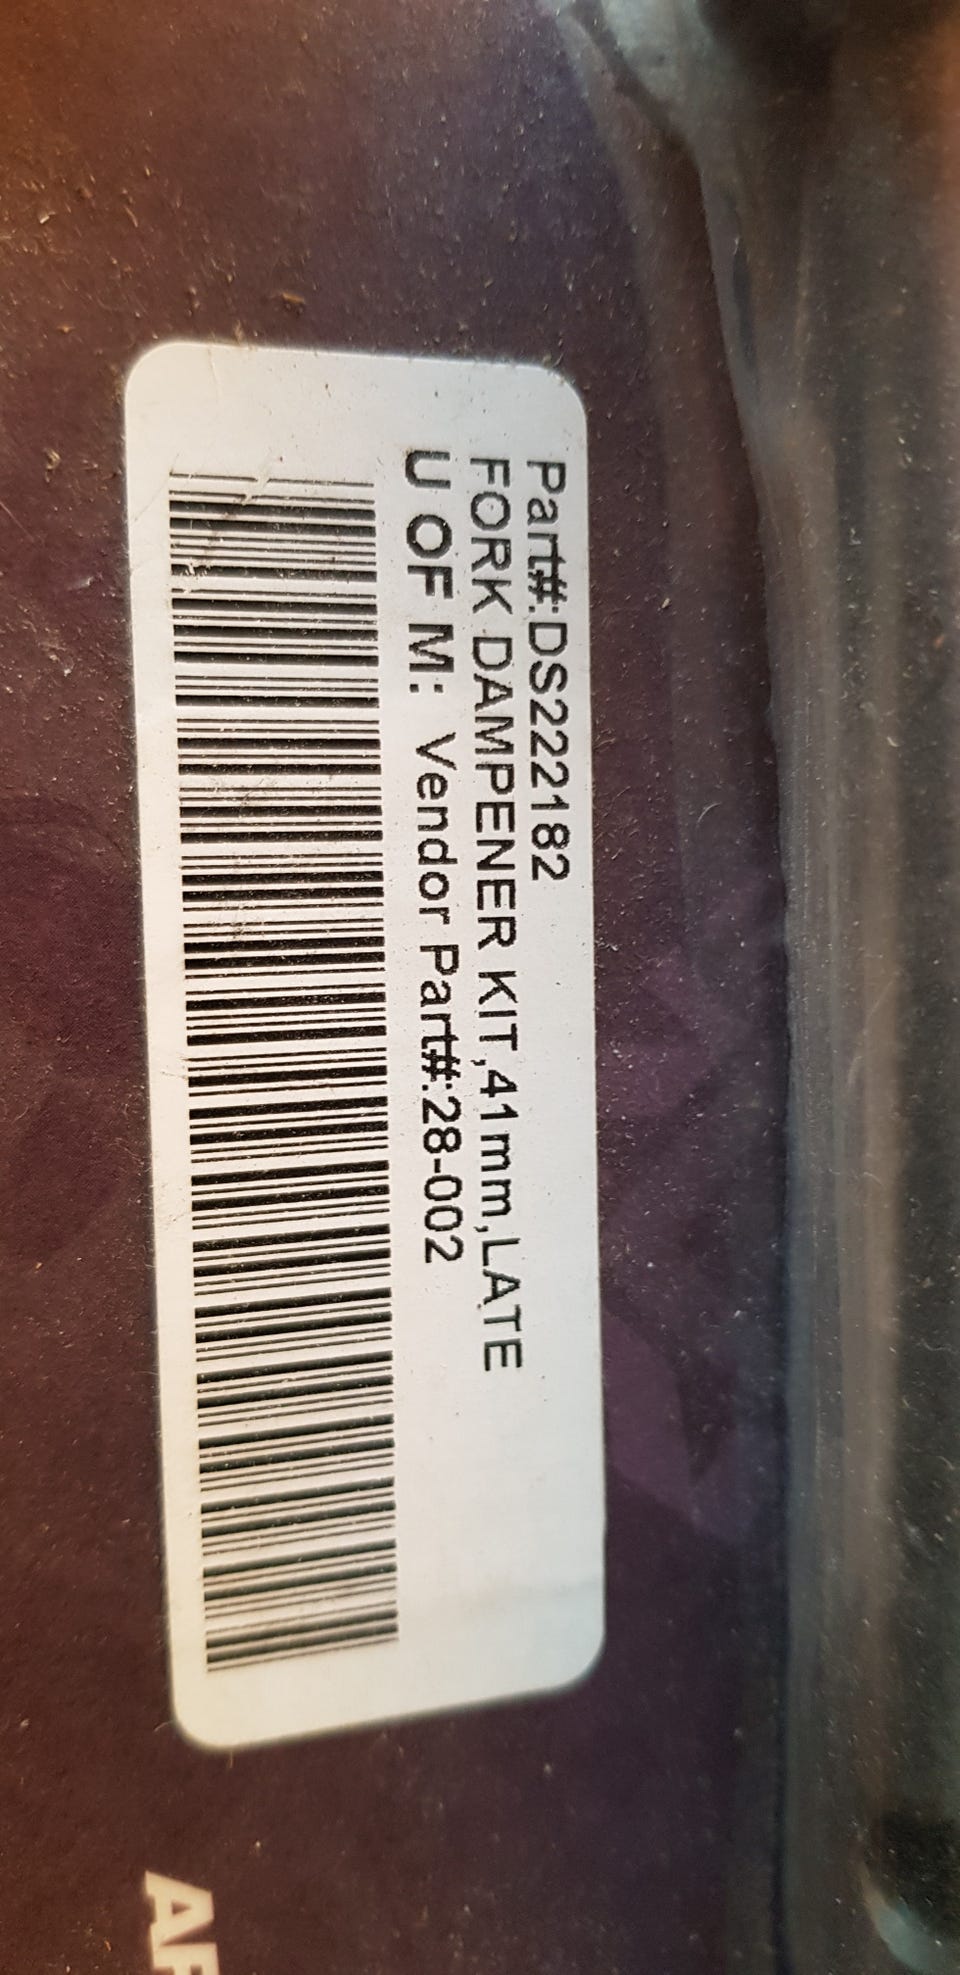 Part#:DS222182
FORK DAMPENER KIT,41mm,LATE
U OF M: Vendor Part#:28-002